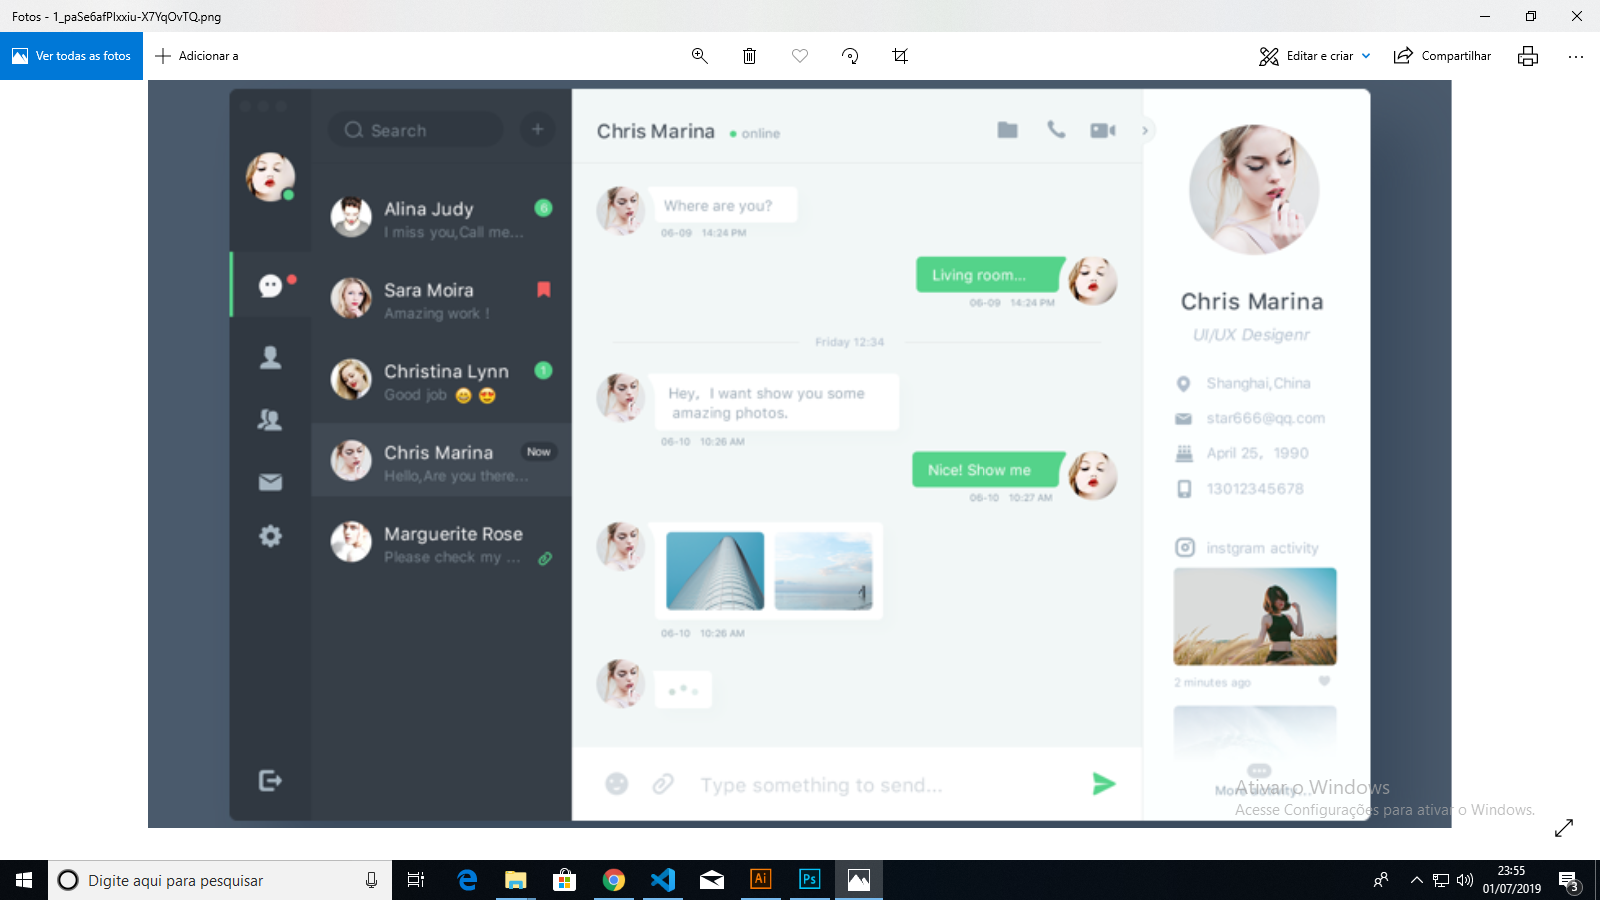 Fotos - 1_paSe6afPIxxiu-X7YqOvTQ.png
Ver todas as fotos
Adicionar a
Editar e criar
Compartilhar
Search
Alina Judy
6
I miss you,Call me...
Sara Moira
Amazing work !
Christina Lynn
1
Good job
Chris Marina
Now
Hello,Are you there...
Marguerite Rose
Please check my ...
Chris Marina
online
Where are you?
06-09 14:24 PM
Living room...
06-09 14:24 PM
Friday 12:34
Hey, I want show you some
amazing photos.
06-10 10:26 AM
Nice! Show me
06-10 10:27 AM
06-10 10:26 AM
Type something to send...
Chris Marina
UI/UX Desigenr
Shanghai,China
star666@qq.com
April 25, 1990
13012345678
instgram activity
2 minutes ago
More activity...
Ativar o Windows
Acesse Configurações para ativar o Windows.
Digite aqui para pesquisar
Ai
Ps
23:55
01/07/2019
3